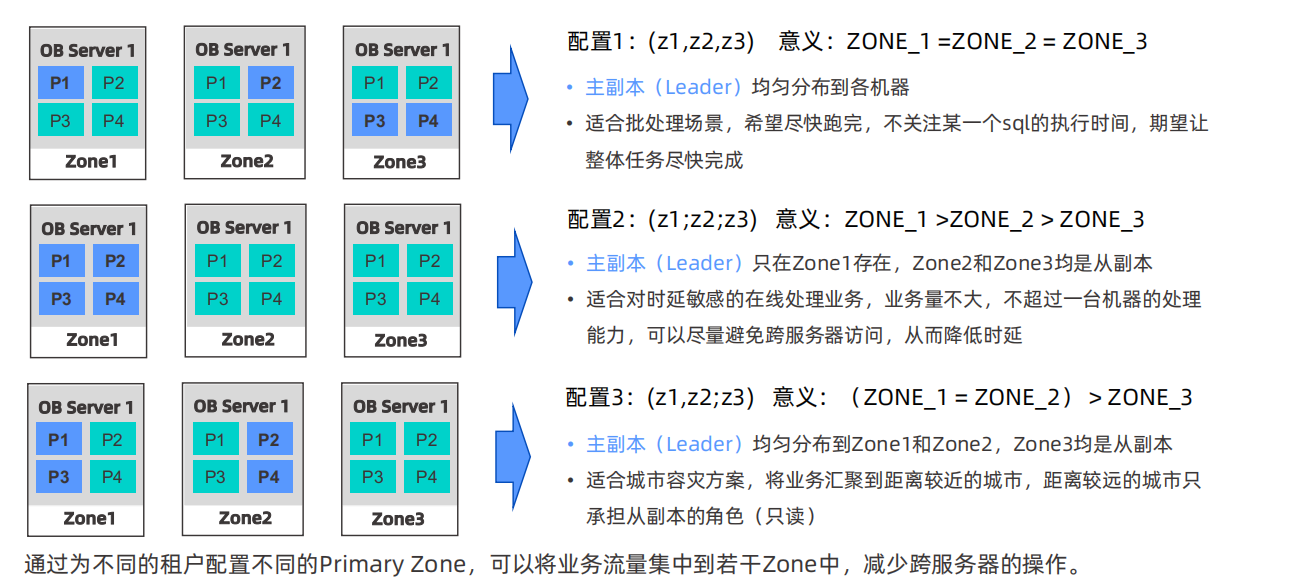 OB Server 1
P1 P2
P3 P4
Zone1
OB Server 1
P1 P2
P3 P4
Zone2
OB Server 1
P1 P2
P3 P4
Zone3
配置1：(z1,z2,z3) 意义：ZONE_1 =ZONE_2 = ZONE_3
• 主副本（Leader）均匀分布到各机器
• 适合批处理场景，希望尽快跑完，不关注某一个sql的执行时间，期望让
整体任务尽快完成
OB Server 1
P1 P2
P3 P4
Zone1
OB Server 1
P1 P2
P3 P4
Zone2
OB Server 1
P1 P2
P3 P4
Zone3
配置2：(z1;z2;z3) 意义：ZONE_1 >ZONE_2 > ZONE_3
• 主副本（Leader）只在Zone1存在，Zone2和Zone3均是从副本
• 适合对时延敏感的在线处理业务，业务量不大，不超过一台机器的处理
能力，可以尽量避免跨服务器访问，从而降低时延
OB Server 1
P1 P2
P3 P4
Zone1
OB Server 1
P1 P2
P3 P4
Zone2
OB Server 1
P1 P2
P3 P4
Zone3
配置3：(z1,z2;z3) 意义：（ZONE_1 = ZONE_2）> ZONE_3
• 主副本（Leader）均匀分布到Zone1和Zone2，Zone3均是从副本
• 适合城市容灾方案，将业务汇聚到距离较近的城市，距离较远的城市只
承担从副本的角色（只读）
通过为不同的租户配置不同的Primary Zone，可以将业务流量集中到若干Zone中，减少跨服务器的操作。